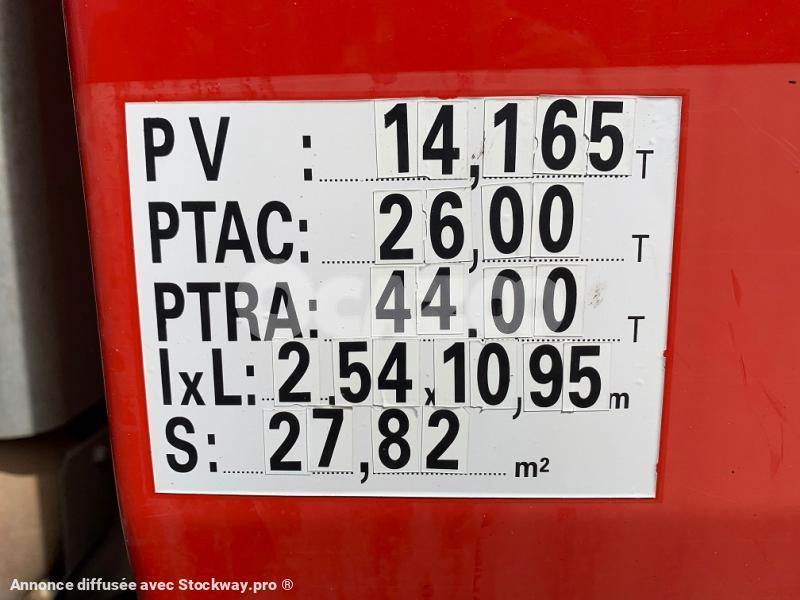 PV : 14,165 T
PTAC: 26,00 T
PTRA: 44.00 T
IxL: 2.54 x 10,95 m
S: 27,82 m²
Annonce diffusée avec Stockway.pro ®